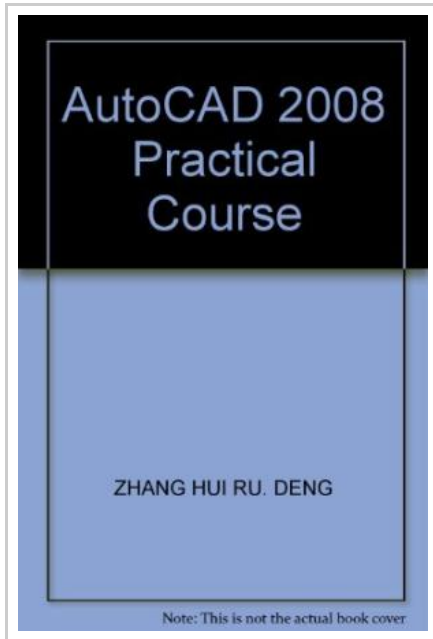 AutoCAD 2008
Practical
Course
ZHANG HUI RU. DENG
Note: This is not the actual book cover